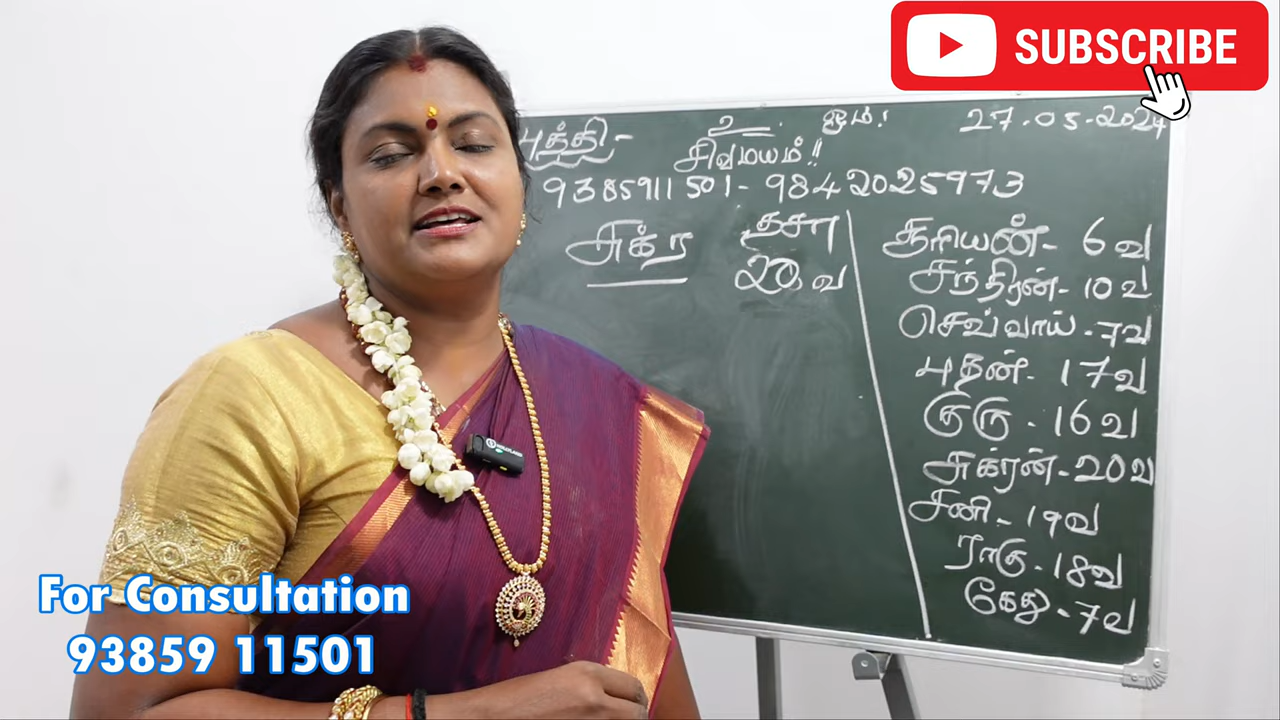 SUBSCRIBE
புத்தி - உ ஓம்! 27.05.2024
சிவமயம்!!
9385911501 - 9842025973
சுக்ர தசா
20 வ
சூரியன் - 6 வ
சந்திரன் - 10 வ
செவ்வாய் - 7 வ
புதன் - 17 வ
குரு - 16 வ
சுக்ரன் - 20 வ
சனி - 19 வ
ராகு - 18 வ
கேது - 7 வ
For Consultation
93859 11501